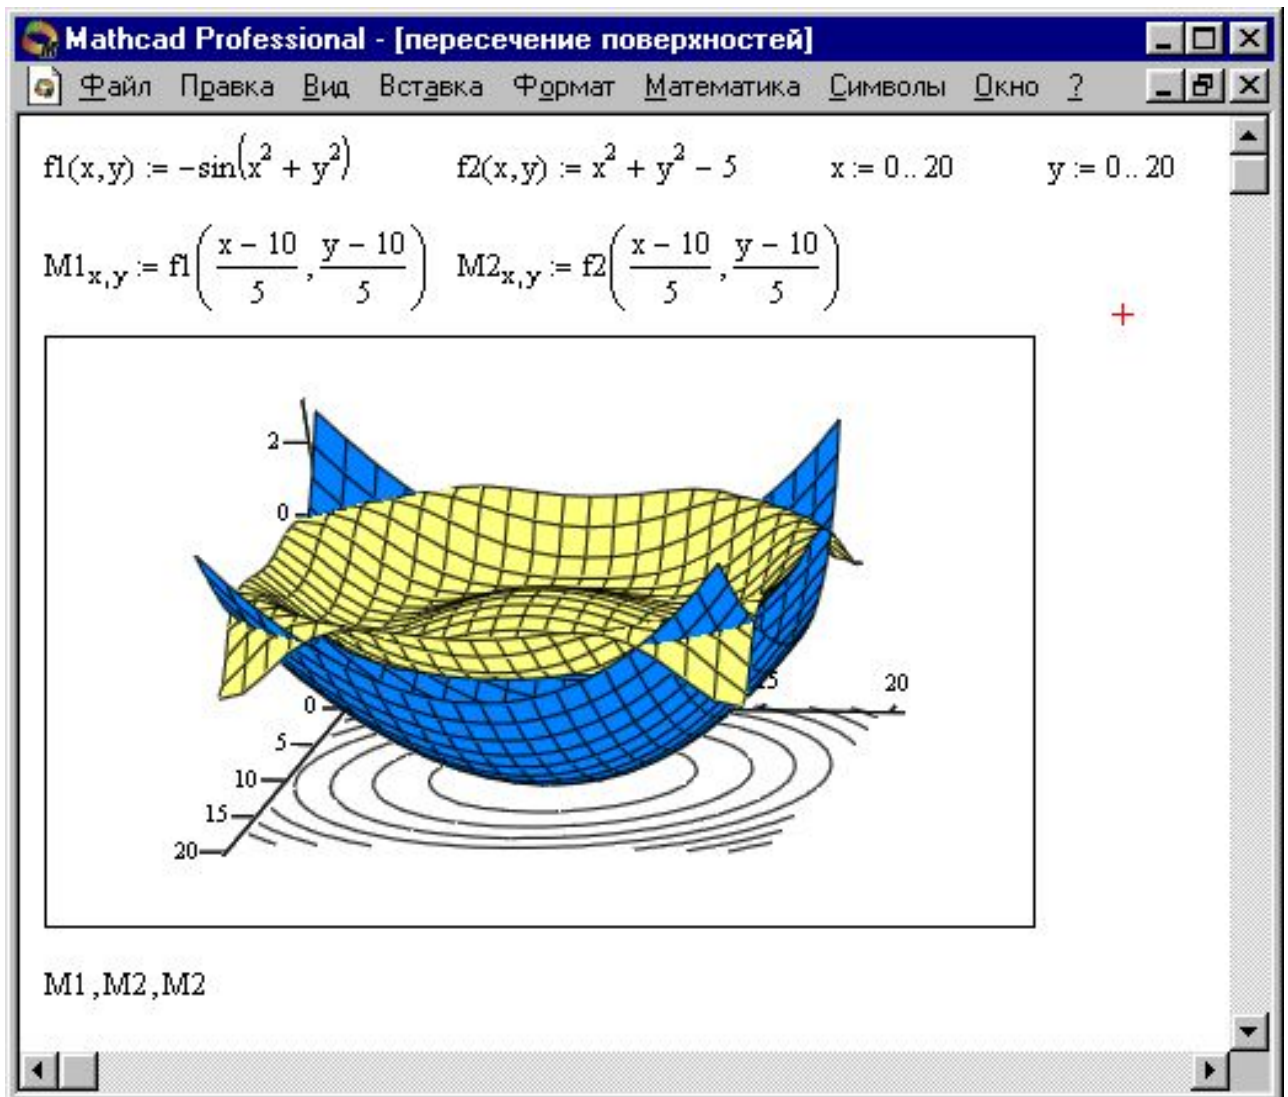 Mathcad Professional - [пересечение поверхностей]
Файл Правка Вид Вставка Формат Математика Символы Окно ?
f1(x,y) := −sin(x² + y²) f2(x,y) := x² + y² − 5 x := 0.. 20 y := 0.. 20
M1x,y := f1((x − 10)/5, (y − 10)/5) M2x,y := f2((x − 10)/5, (y − 10)/5)
2
0
0
5
10
15
20
15 20
M1,M2,M2